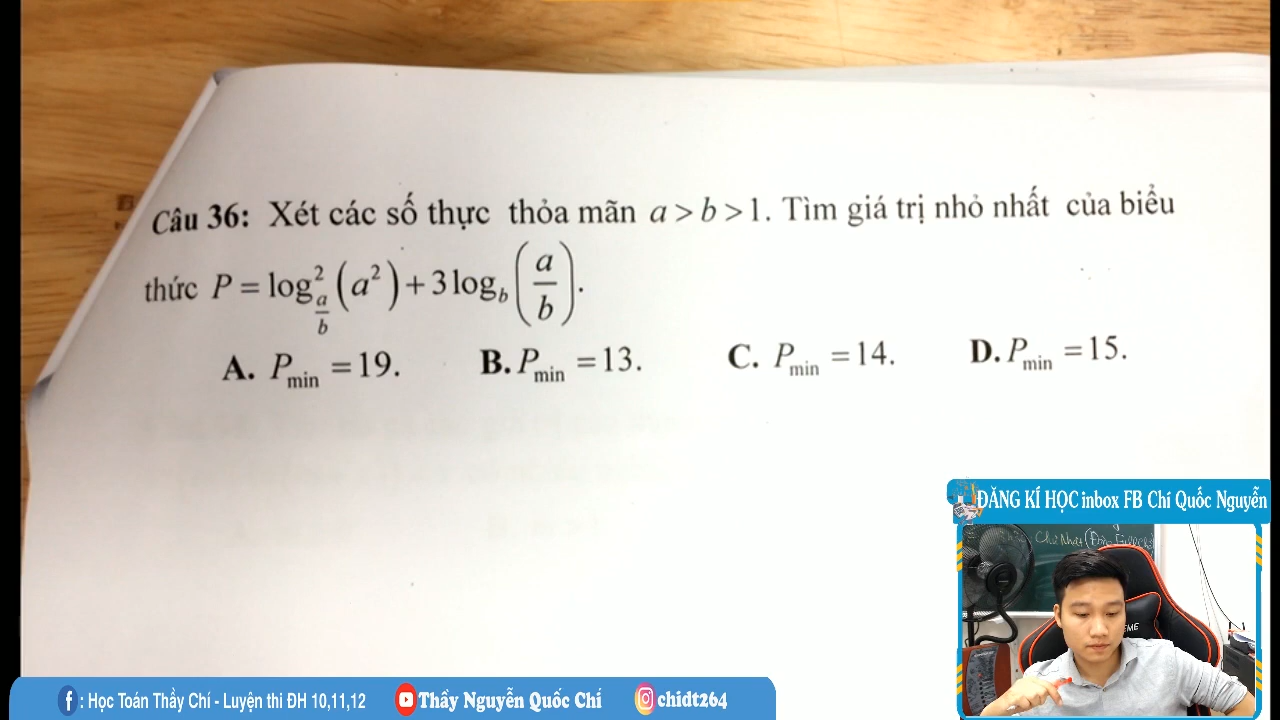 Câu 36: Xét các số thực thỏa mãn a > b > 1. Tìm giá trị nhỏ nhất của biểu
thức P = log²_{a/b}(a²) + 3log_b(a/b).
A. P_min = 19. B. P_min = 13. C. P_min = 14. D. P_min = 15.
ĐĂNG KÍ HỌC inbox FB Chí Quốc Nguyễn
Chủ Nhật
f : Học Toán Thầy Chí - Luyện thi ĐH 10,11,12 Thầy Nguyễn Quốc Chí chidt264